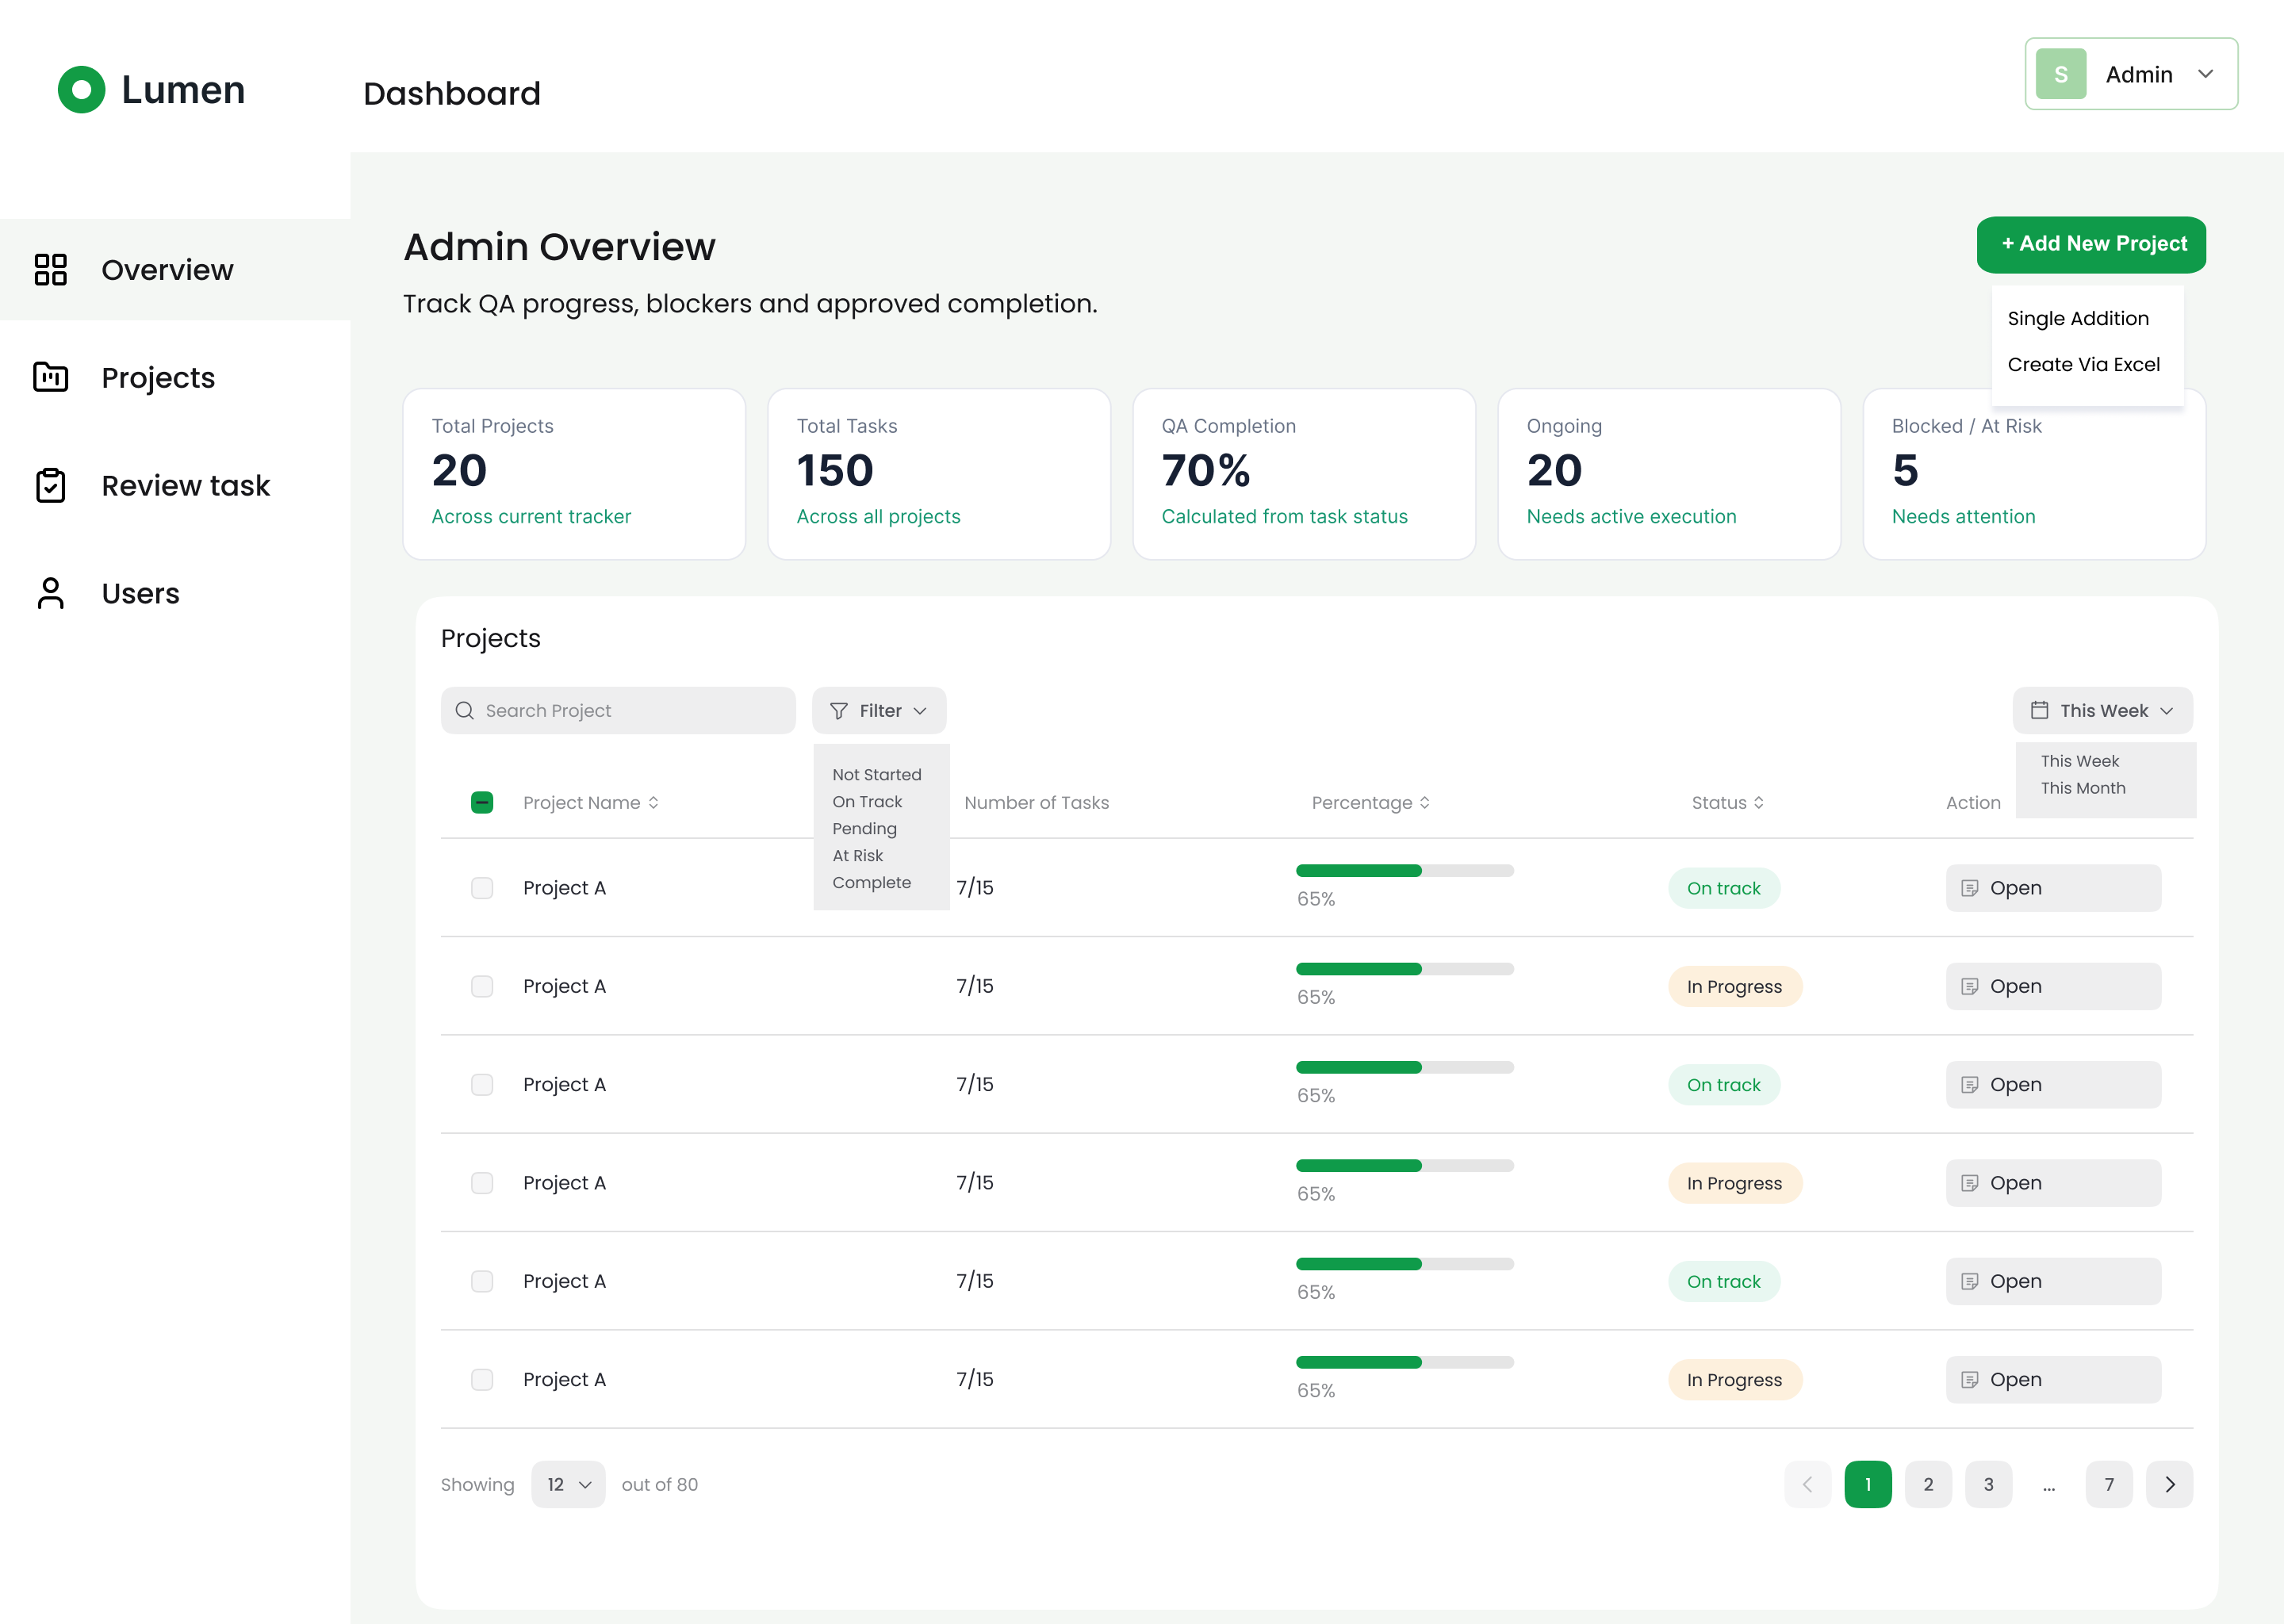 Lumen
Dashboard
S
Admin
Overview
Projects
Review task
Users
Admin Overview
Track QA progress, blockers and approved completion.
+ Add New Project
Single Addition
Create Via Excel
Total Projects
20
Across current tracker
Total Tasks
150
Across all projects
QA Completion
70%
Calculated from task status
Ongoing
20
Needs active execution
Blocked / At Risk
5
Needs attention
Projects
Search Project
Filter
This Week
Not Started
On Track
Pending
At Risk
Complete
This Week
This Month
Project Name
Number of Tasks
Percentage
Status
Action
Project A
7/15
65%
On track
Open
Project A
7/15
65%
In Progress
Open
Project A
7/15
65%
On track
Open
Project A
7/15
65%
In Progress
Open
Project A
7/15
65%
On track
Open
Project A
7/15
65%
In Progress
Open
Showing 12 out of 80
1 2 3 ... 7